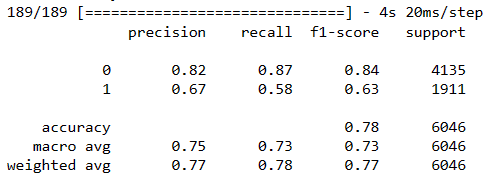 189/189 [==============================] - 4s 20ms/step
              precision    recall  f1-score   support
           0       0.82      0.87      0.84      4135
           1       0.67      0.58      0.63      1911
    accuracy                           0.78      6046
   macro avg       0.75      0.73      0.73      6046
weighted avg       0.77      0.78      0.77      6046